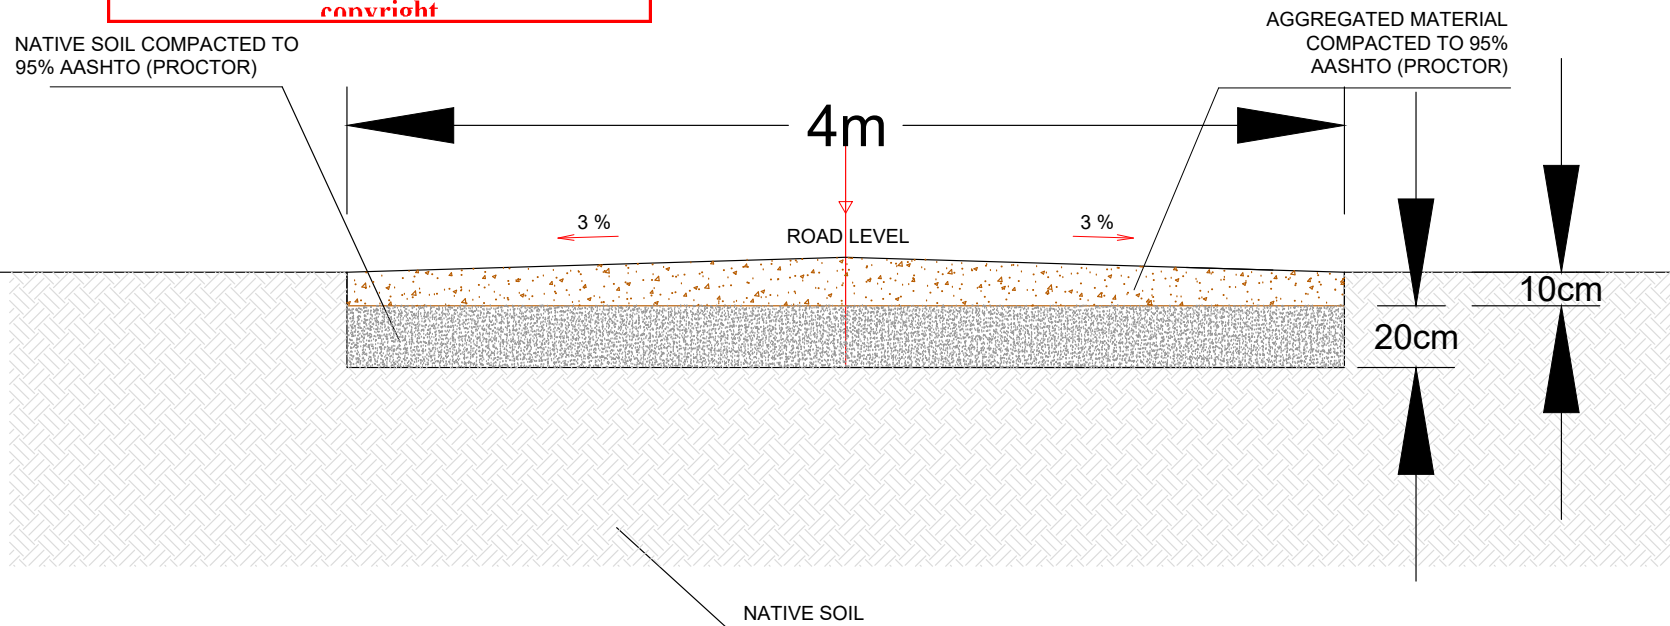 copyright
NATIVE SOIL COMPACTED TO
95% AASHTO (PROCTOR)
AGGREGATED MATERIAL
COMPACTED TO 95%
AASHTO (PROCTOR)
4m
3 %
3 %
ROAD LEVEL
10cm
20cm
NATIVE SOIL